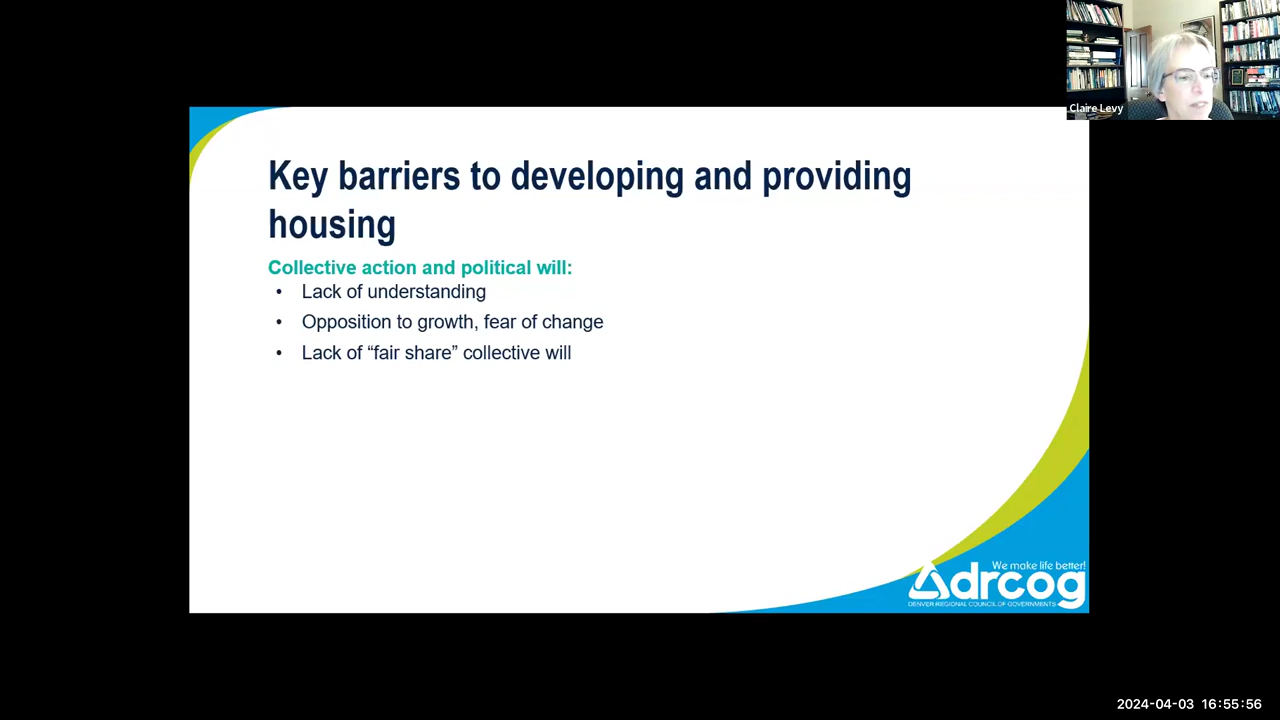 Claire Levy
Key barriers to developing and providing
housing
Collective action and political will:
• Lack of understanding
• Opposition to growth, fear of change
• Lack of “fair share” collective will
We make life better!
drcog
DENVER REGIONAL COUNCIL OF GOVERNMENTS
2024-04-03 16:55:56